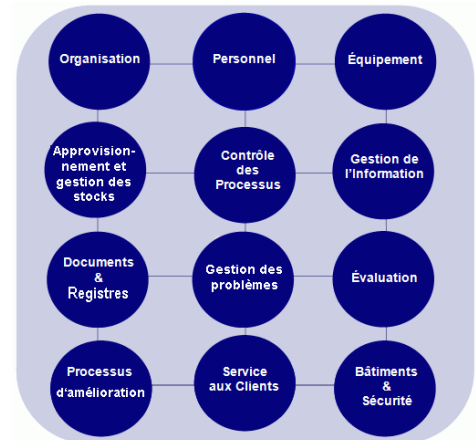 Organisation
Personnel
Équipement
Approvision-
nement et
gestion des
stocks
Contrôle
des
Processus
Gestion de
l'Information
Documents
&
Registres
Gestion des
problèmes
Évaluation
Processus
d'amélioration
Service
aux Clients
Bâtiments
&
Sécurité